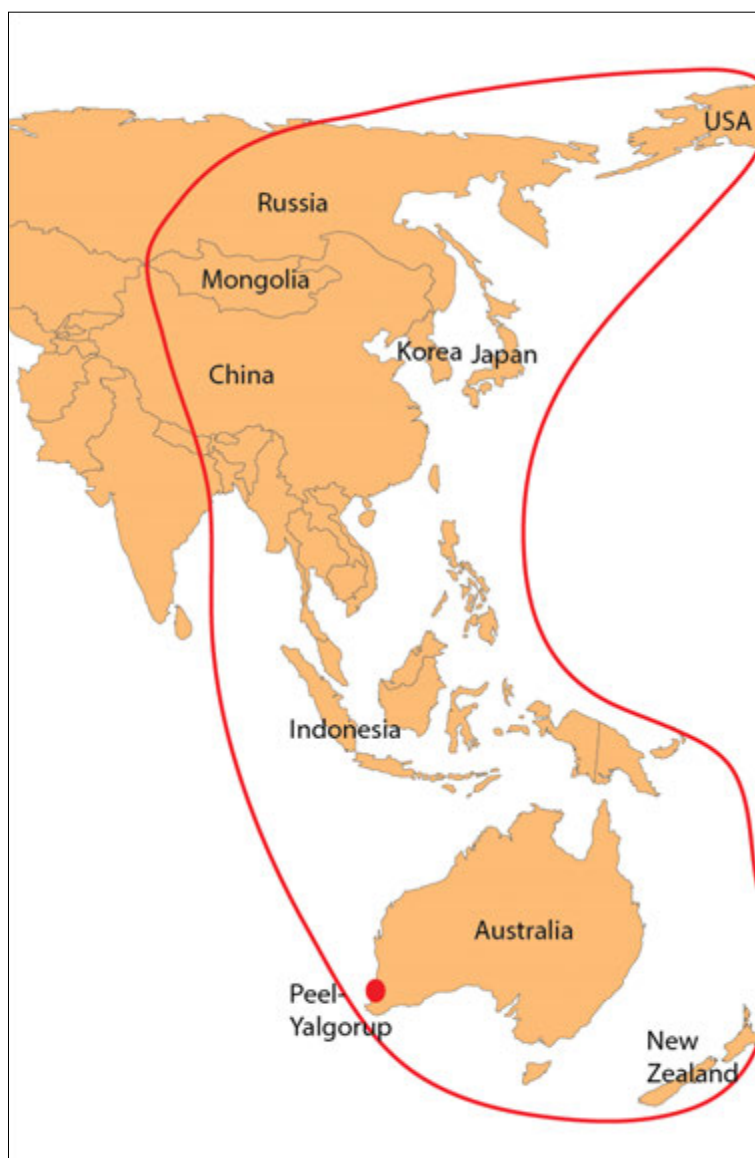 USA
Russia
Mongolia
Korea Japan
China
Indonesia
Australia
Peel-
Yalgorup
New
Zealand